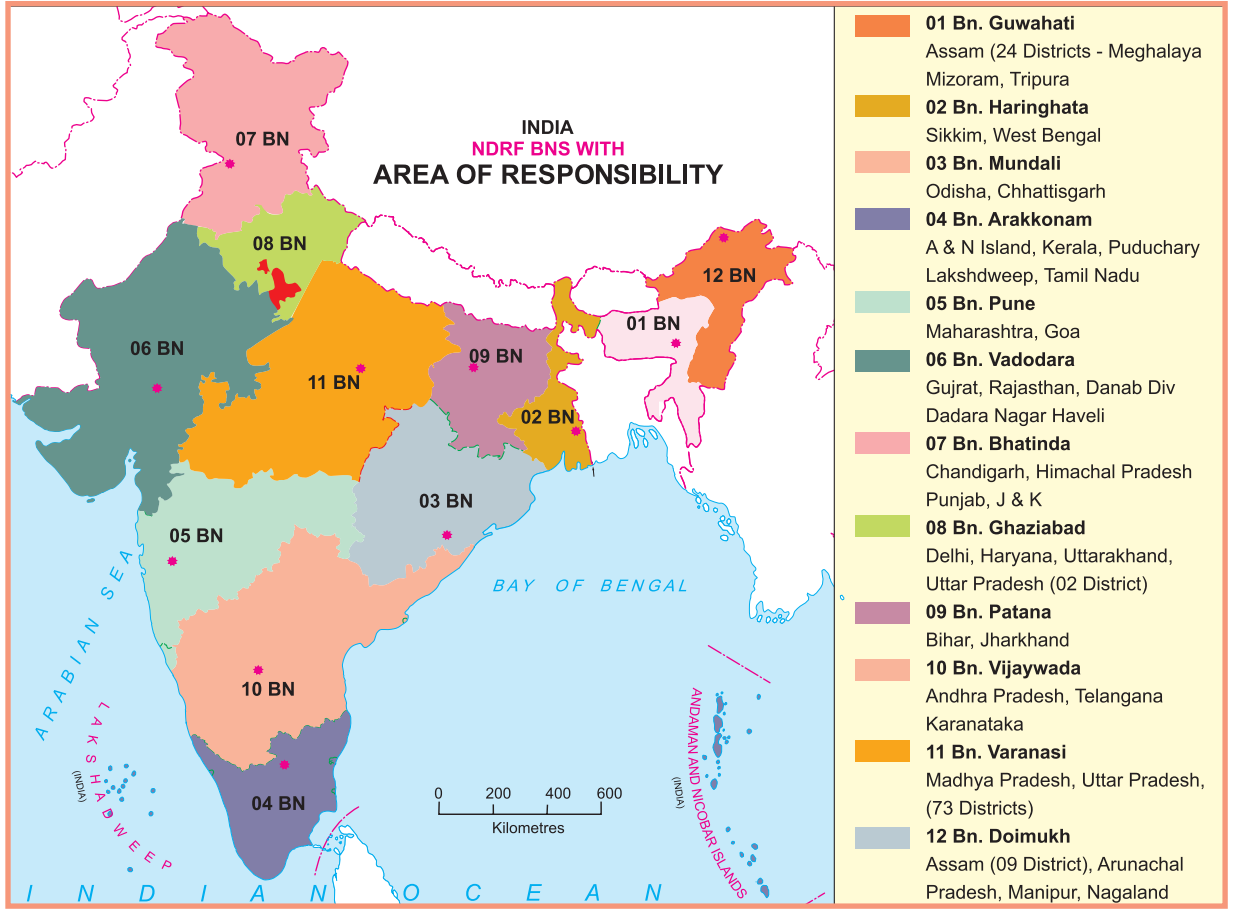 INDIA
NDRF BNS WITH
AREA OF RESPONSIBILITY
07 BN
08 BN
12 BN
01 BN
06 BN
09 BN
11 BN
02 BN
03 BN
05 BN
10 BN
04 BN
ARABIAN SEA
BAY OF BENGAL
LAKSHADWEEP
(INDIA)
ANDAMAN AND NICOBAR ISLANDS
(INDIA)
0 200 400 600
Kilometres
INDIAN OCEAN
01 Bn. Guwahati
Assam (24 Districts - Meghalaya
Mizoram, Tripura
02 Bn. Haringhata
Sikkim, West Bengal
03 Bn. Mundali
Odisha, Chhattisgarh
04 Bn. Arakkonam
A & N Island, Kerala, Puduchary
Lakshdweep, Tamil Nadu
05 Bn. Pune
Maharashtra, Goa
06 Bn. Vadodara
Gujrat, Rajasthan, Danab Div
Dadara Nagar Haveli
07 Bn. Bhatinda
Chandigarh, Himachal Pradesh
Punjab, J & K
08 Bn. Ghaziabad
Delhi, Haryana, Uttarakhand,
Uttar Pradesh (02 District)
09 Bn. Patana
Bihar, Jharkhand
10 Bn. Vijaywada
Andhra Pradesh, Telangana
Karanataka
11 Bn. Varanasi
Madhya Pradesh, Uttar Pradesh,
(73 Districts)
12 Bn. Doimukh
Assam (09 District), Arunachal
Pradesh, Manipur, Nagaland